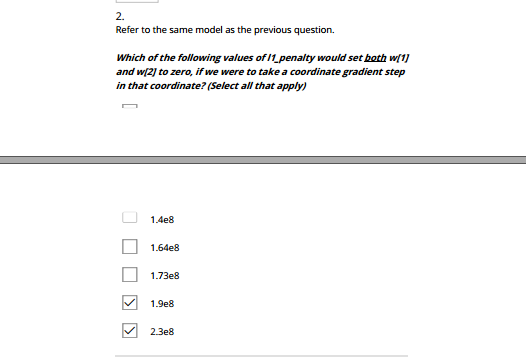 2.
Refer to the same model as the previous question.
Which of the following values of l1_penalty would set both w[1]
and w[2] to zero, if we were to take a coordinate gradient step
in that coordinate? (Select all that apply)
1.4e8
1.64e8
1.73e8
1.9e8
2.3e8